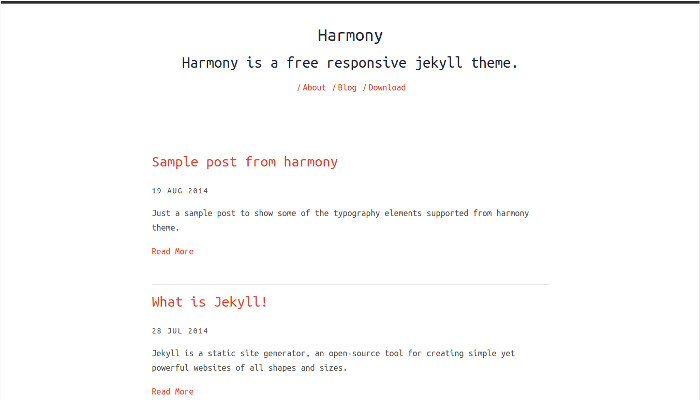 Harmony
Harmony is a free responsive jekyll theme.
/About /Blog /Download
Sample post from harmony
19 AUG 2014
Just a sample post to show some of the typography elements supported from harmony
theme.
Read More
What is Jekyll!
28 JUL 2014
Jekyll is a static site generator, an open-source tool for creating simple yet
powerful websites of all shapes and sizes.
Read More